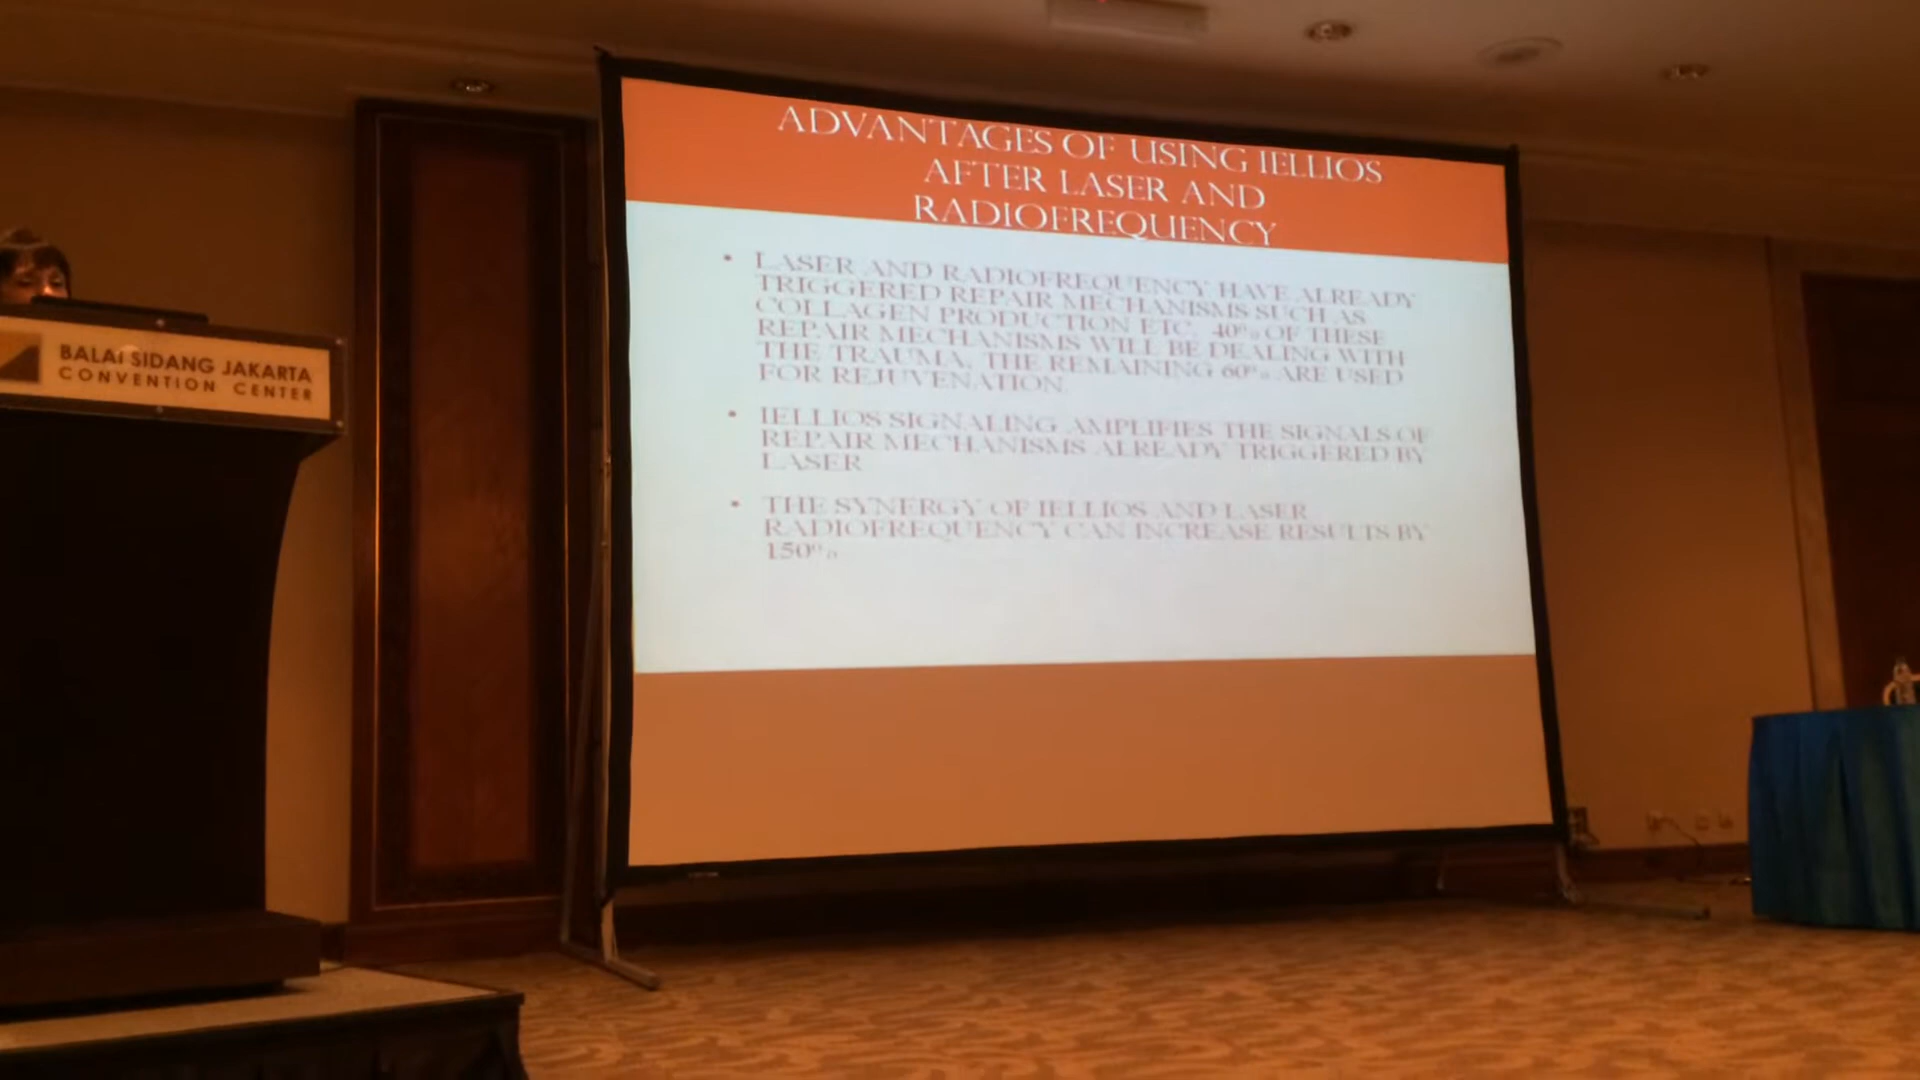 ADVANTAGES OF USING IELLIOS
AFTER LASER AND
RADIOFREQUENCY
• LASER AND RADIOFREQUENCY HAVE ALREADY
TRIGGERED REPAIR MECHANISMS SUCH AS
COLLAGEN PRODUCTION ETC. 40% OF THESE
REPAIR MECHANISMS WILL BE DEALING WITH
THE TRAUMA. THE REMAINING 60% ARE USED
FOR REJUVENATION.
• IELLIOS SIGNALING AMPLIFIES THE SIGNALS OF
REPAIR MECHANISMS ALREADY TRIGGERED BY
LASER
• THE SYNERGY OF IELLIOS AND LASER
RADIOFREQUENCY CAN INCREASE RESULTS BY
150%
BALAI SIDANG JAKARTA
CONVENTION CENTER